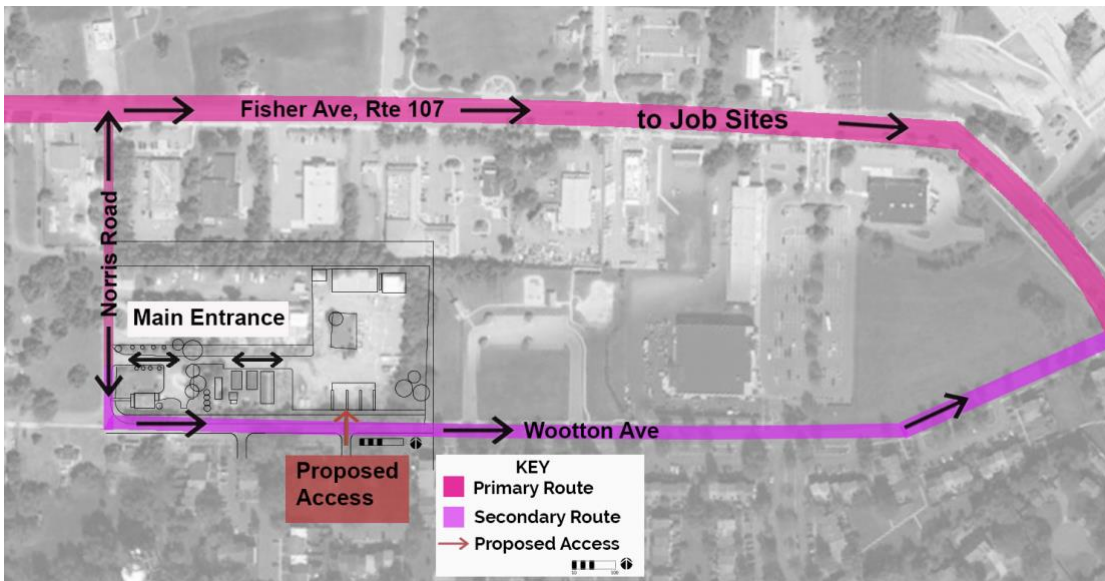 Fisher Ave, Rte 107
to Job Sites
Norris Road
Main Entrance
Wootton Ave
Proposed
Access
KEY
Primary Route
Secondary Route
Proposed Access